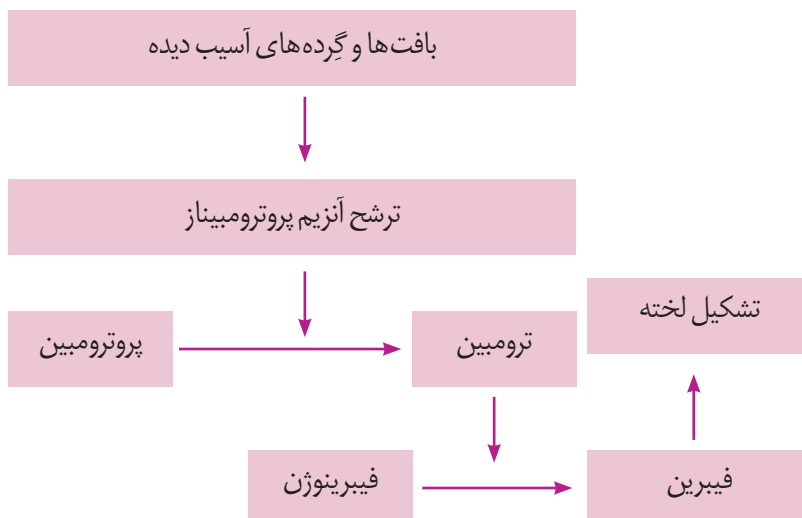 بافت‌ها و گِرده‌های آسیب دیده
ترشح آنزیم پروترومبیناز
پروترومبین
ترومبین
تشکیل لخته
فیبرینوژن
فیبرین